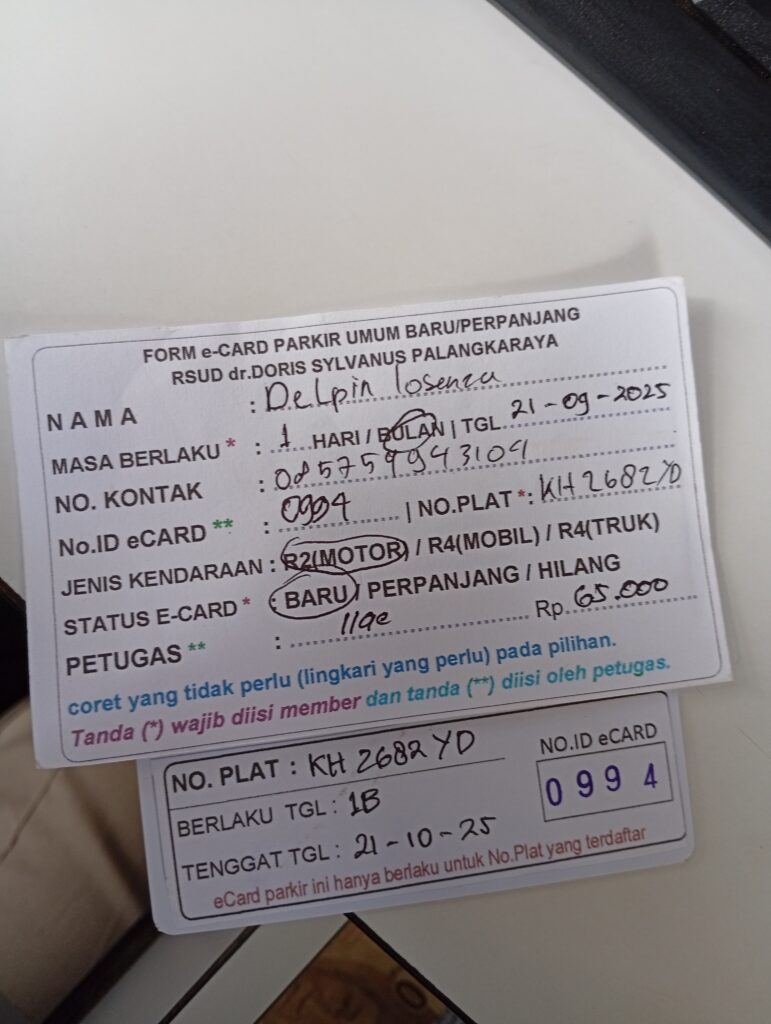 FORM e-CARD PARKIR UMUM BARU/PERPANJANG
RSUD dr.DORIS SYLVANUS PALANGKARAYA
NAMA : Delpin losenza
MASA BERLAKU * : 1 HARI / BULAN | TGL 21-09-2025
NO. KONTAK : 085759943109
No.ID eCARD ** : 0994 | NO.PLAT *: KH 2682 YD
JENIS KENDARAAN : R2(MOTOR) / R4(MOBIL) / R4(TRUK)
STATUS E-CARD * : BARU / PERPANJANG / HILANG
PETUGAS ** : Rp. 65.000
coret yang tidak perlu (lingkari yang perlu) pada pilihan.
Tanda (*) wajib diisi member dan tanda (**) diisi oleh petugas.
NO. PLAT : KH 2682 YD
NO.ID eCARD
0994
BERLAKU TGL : 1B
TENGGAT TGL : 21-10-25
eCard parkir ini hanya berlaku untuk No.Plat yang terdaftar